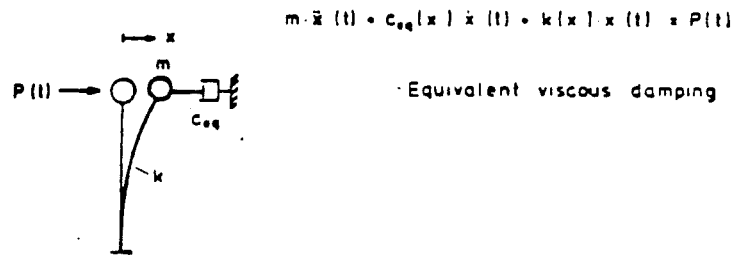 m·ẍ (t) + c_eq(x) ẋ (t) + k(x)·x(t) = P(t)
x
m
P(t)
Equivalent viscous damping
c_eq
k